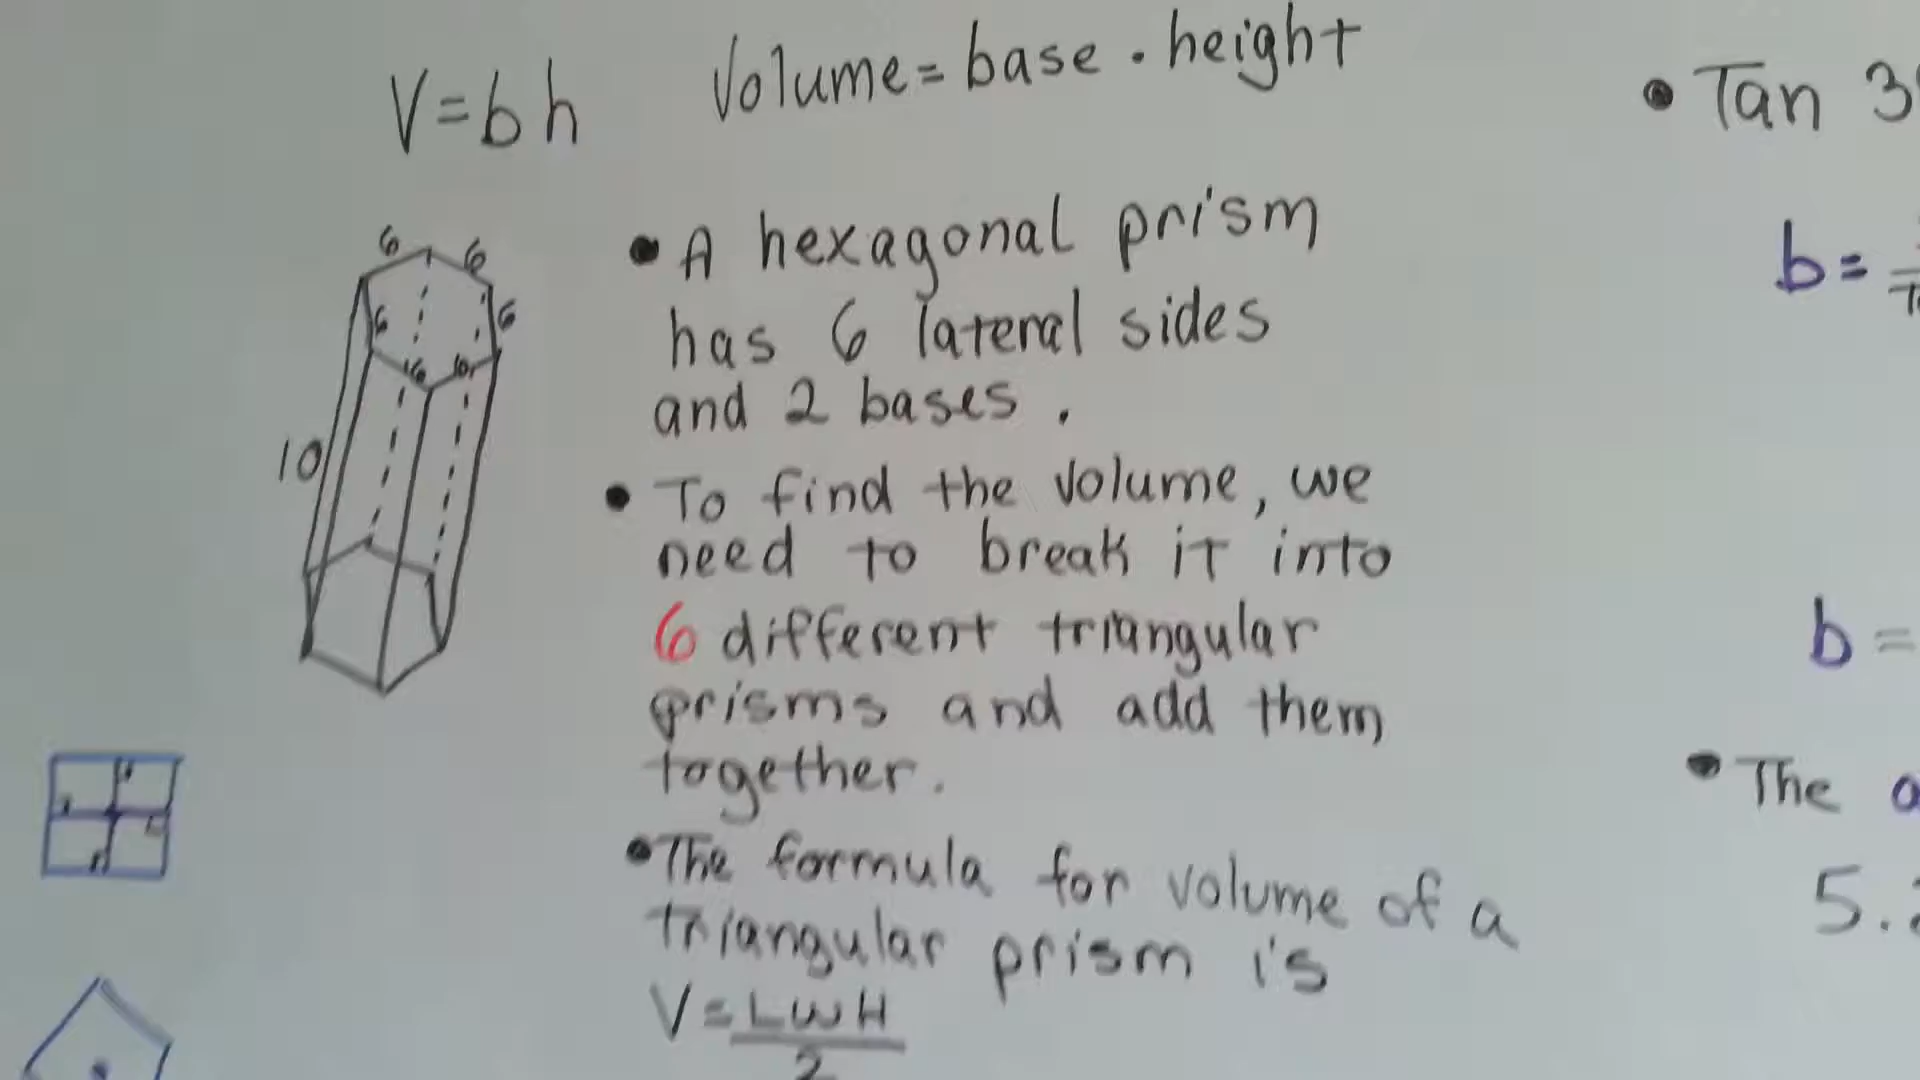 V=bh
Volume=base · height
6 6
6 6
6
10
• A hexagonal prism
has 6 lateral sides
and 2 bases.
• To find the volume, we
need to break it into
6 different triangular
prisms and add them
together.
• The formula for volume of a
triangular prism is
V=LWH
2
• Tan 3
b=
b=
• The
5.